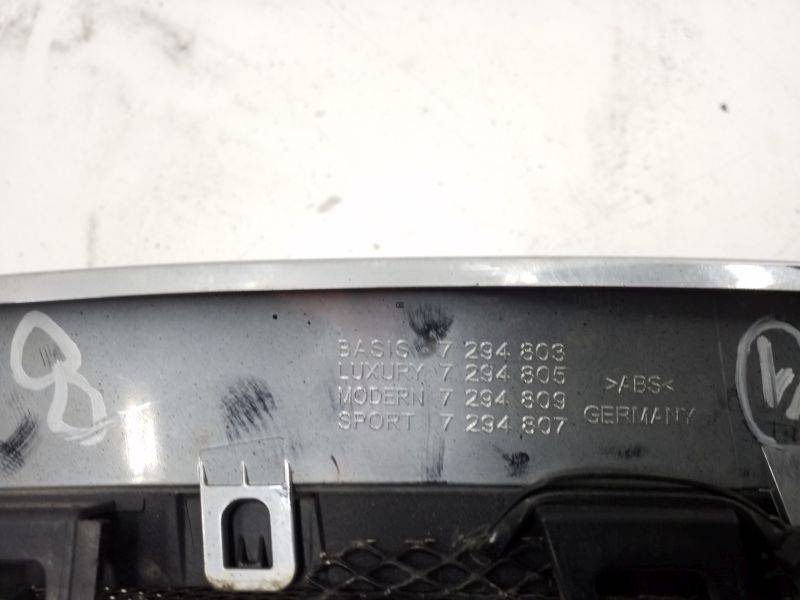 BASIS 7 294 803
LUXURY 7 294 805
MODERN 7 294 809
SPORT 7 294 807
>ABS<
GERMANY